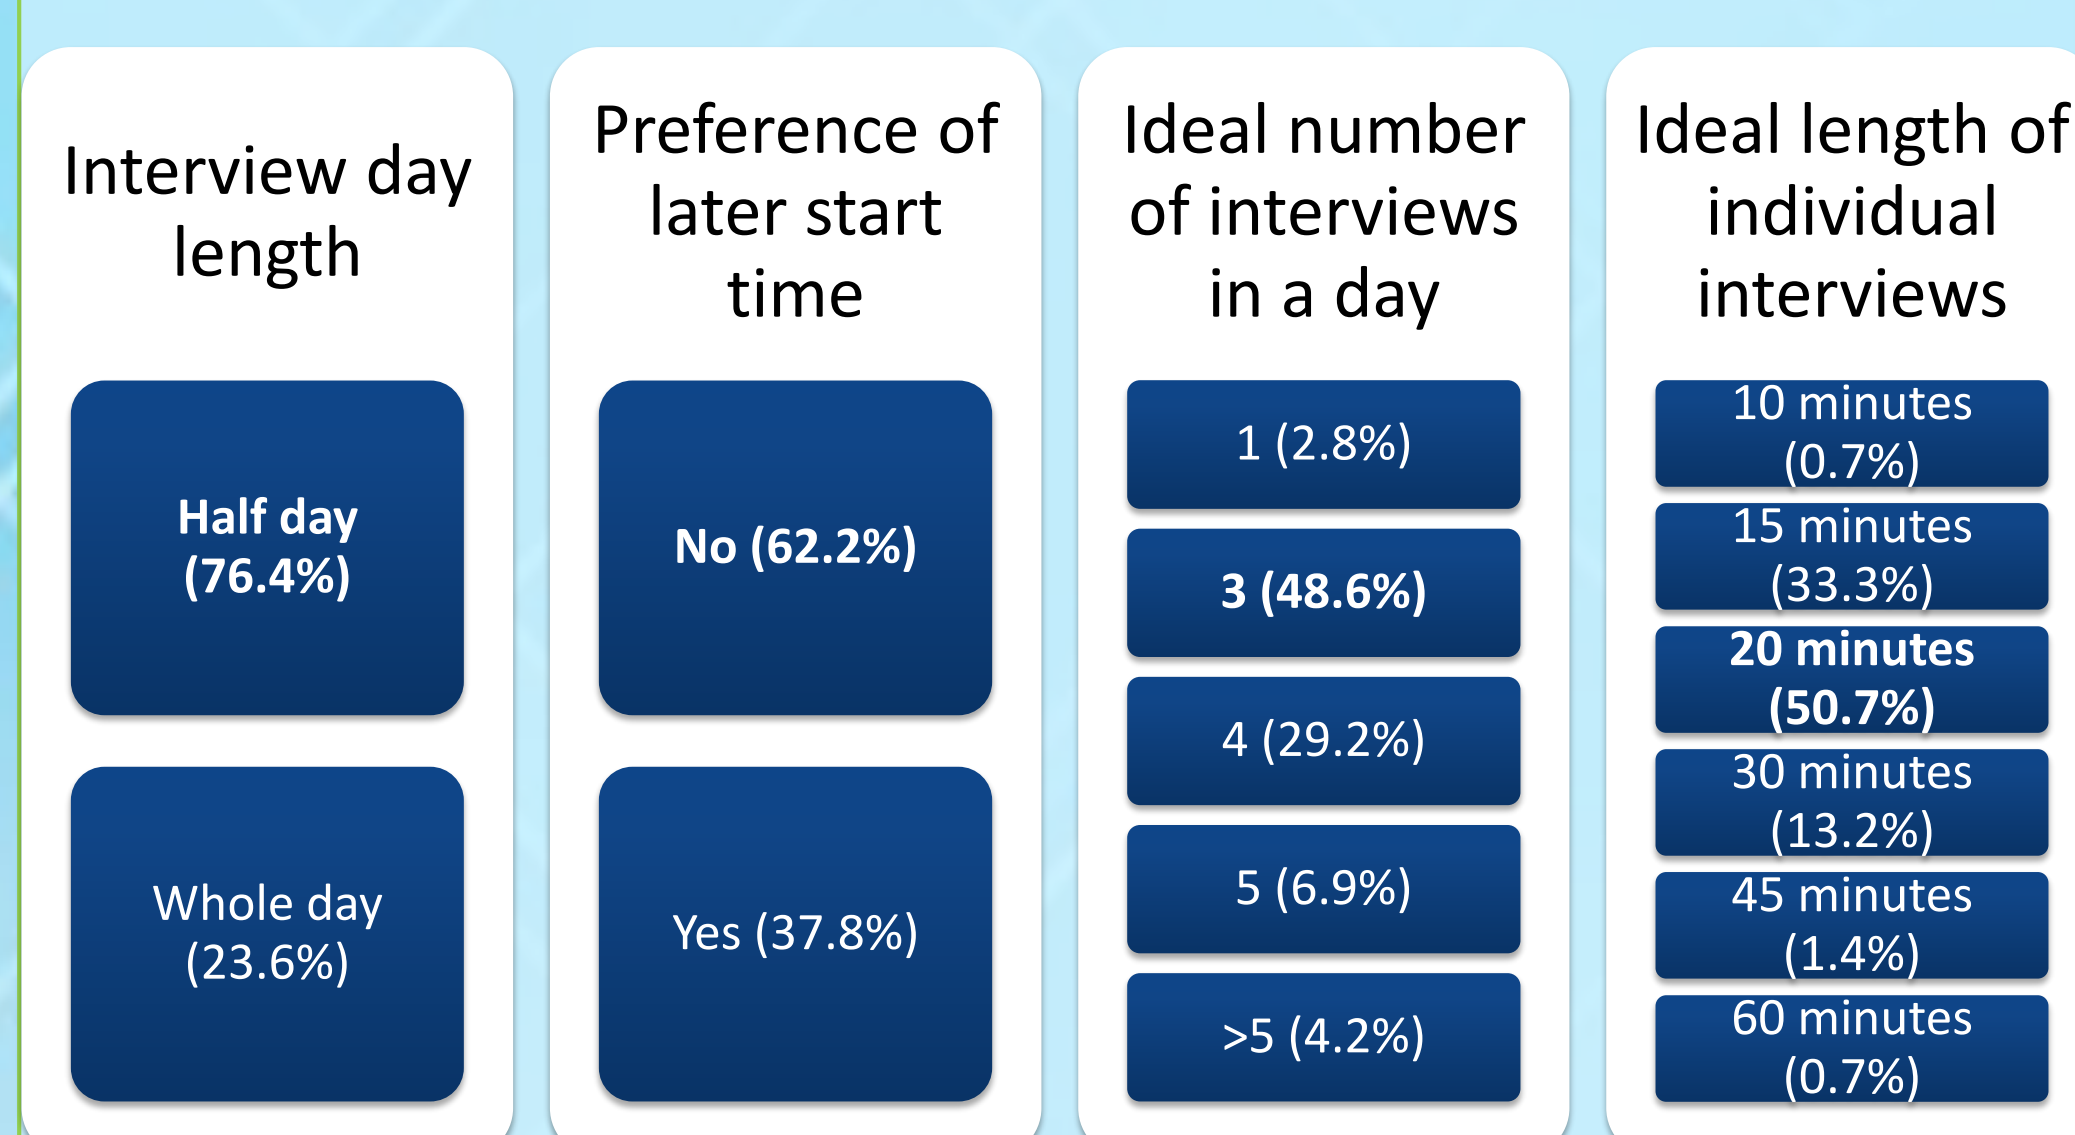 Interview day
length
Half day
(76.4%)
Whole day
(23.6%)
Preference of
later start
time
No (62.2%)
Yes (37.8%)
Ideal number
of interviews
in a day
1 (2.8%)
3 (48.6%)
4 (29.2%)
5 (6.9%)
>5 (4.2%)
Ideal length of
individual
interviews
10 minutes
(0.7%)
15 minutes
(33.3%)
20 minutes
(50.7%)
30 minutes
(13.2%)
45 minutes
(1.4%)
60 minutes
(0.7%)